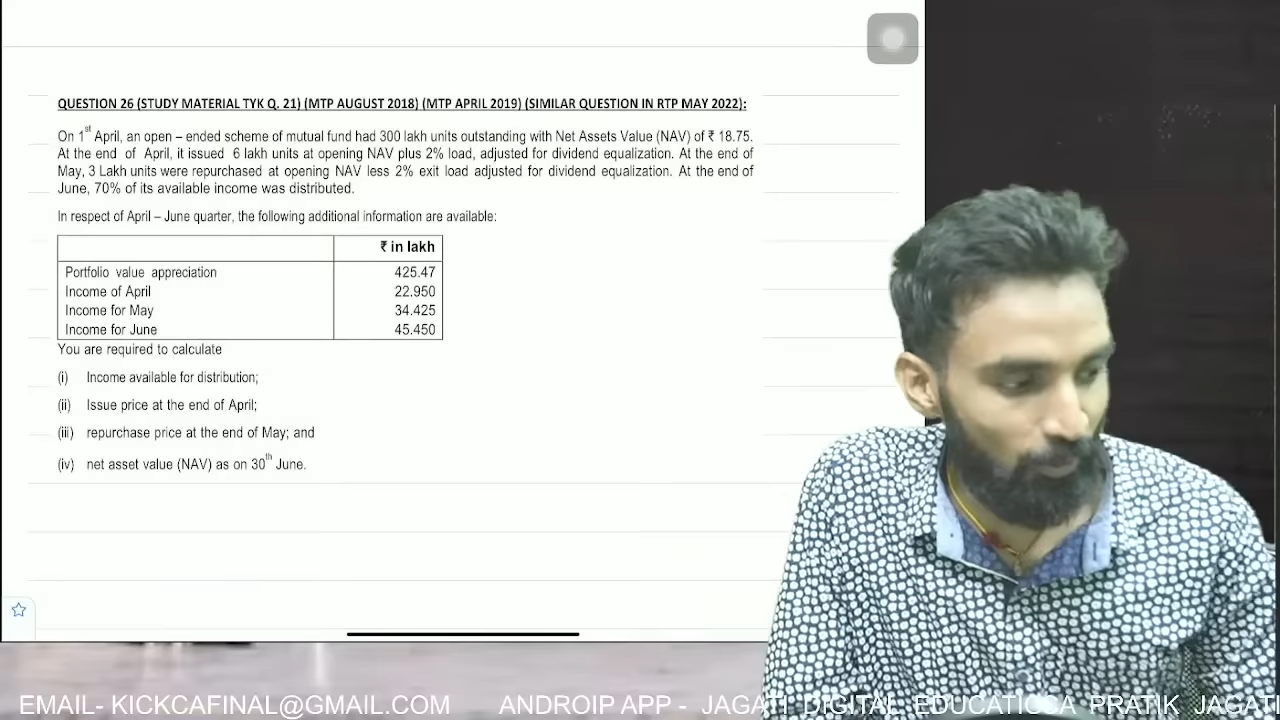 QUESTION 26 (STUDY MATERIAL TYK Q. 21) (MTP AUGUST 2018) (MTP APRIL 2019) (SIMILAR QUESTION IN RTP MAY 2022):
On 1st April, an open – ended scheme of mutual fund had 300 lakh units outstanding with Net Assets Value (NAV) of ₹ 18.75.
At the end of April, it issued 6 lakh units at opening NAV plus 2% load, adjusted for dividend equalization. At the end of
May, 3 Lakh units were repurchased at opening NAV less 2% exit load adjusted for dividend equalization. At the end of
June, 70% of its available income was distributed.
In respect of April – June quarter, the following additional information are available:
₹ in lakh
Portfolio value appreciation 425.47
Income of April 22.950
Income for May 34.425
Income for June 45.450
You are required to calculate
(i) Income available for distribution;
(ii) Issue price at the end of April;
(iii) repurchase price at the end of May; and
(iv) net asset value (NAV) as on 30th June.
EMAIL- KICKCAFINAL@GMAIL.COM ANDROIP APP - JAGATI DIGITAL EDUCATIOCA PRATIK JAGATI